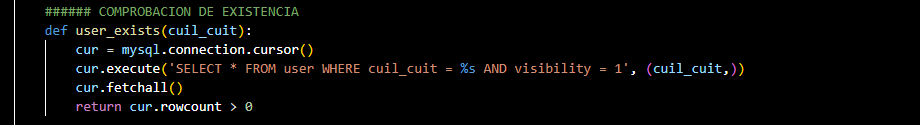 ###### COMPROBACION DE EXISTENCIA
def user_exists(cuil_cuit):
    cur = mysql.connection.cursor()
    cur.execute('SELECT * FROM user WHERE cuil_cuit = %s AND visibility = 1', (cuil_cuit,))
    cur.fetchall()
    return cur.rowcount > 0